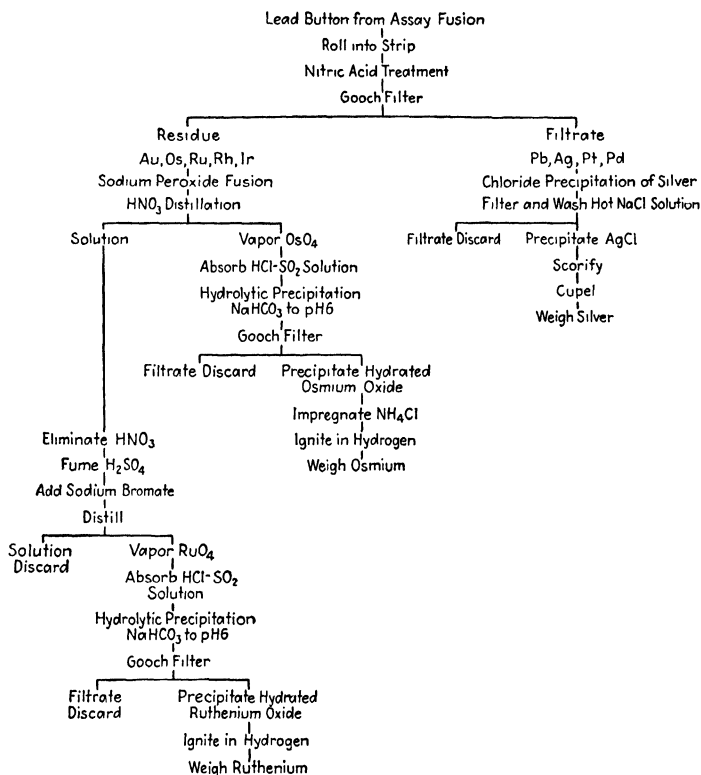 Lead Button from Assay Fusion
Roll into Strip
Nitric Acid Treatment
Gooch Filter
Residue
Au, Os, Ru, Rh, Ir
Sodium Peroxide Fusion
HNO3 Distillation
Filtrate
Pb, Ag, Pt, Pd
Chloride Precipitation of Silver
Filter and Wash Hot NaCl Solution
Solution
Vapor OsO4
Absorb HCl-SO2 Solution
Hydrolytic Precipitation
NaHCO3 to pH6
Gooch Filter
Filtrate Discard
Precipitate AgCl
Scorify
Cupel
Weigh Silver
Filtrate Discard
Precipitate Hydrated
Osmium Oxide
Impregnate NH4Cl
Ignite in Hydrogen
Weigh Osmium
Eliminate HNO3
Fume H2SO4
Add Sodium Bromate
Distill
Solution
Discard
Vapor RuO4
Absorb HCl-SO2
Solution
Hydrolytic Precipitation
NaHCO3 to pH6
Gooch Filter
Filtrate
Discard
Precipitate Hydrated
Ruthenium Oxide
Ignite in Hydrogen
Weigh Ruthenium